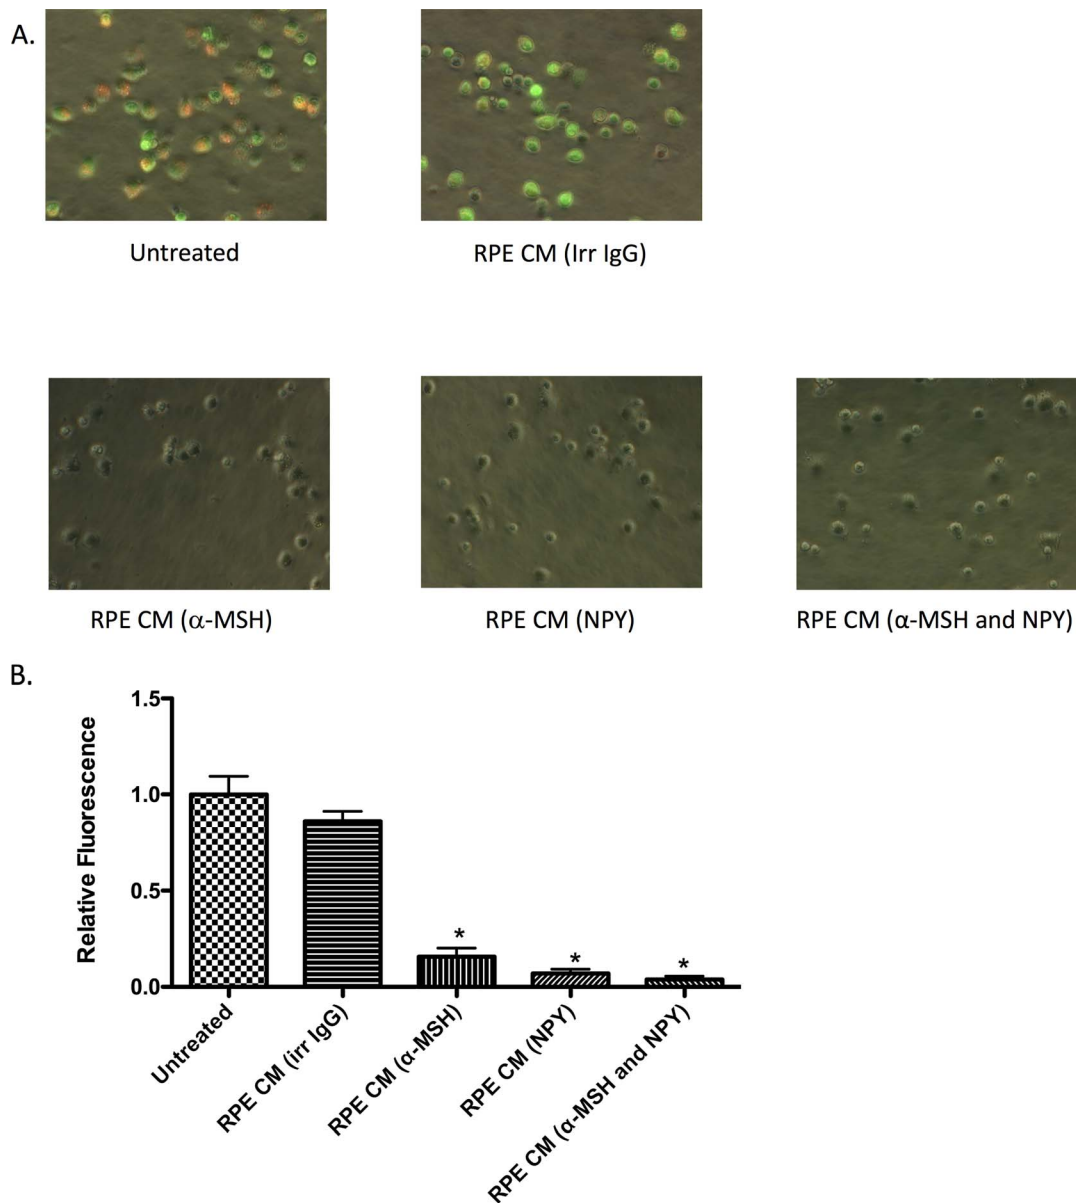 A.
Untreated
RPE CM (Irr IgG)
RPE CM (α-MSH)
RPE CM (NPY)
RPE CM (α-MSH and NPY)
B.
Relative Fluorescence
1.5
1.0
0.5
0.0
*
*
*
Untreated
RPE CM (irr IgG)
RPE CM (α-MSH)
RPE CM (NPY)
RPE CM (α-MSH and NPY)